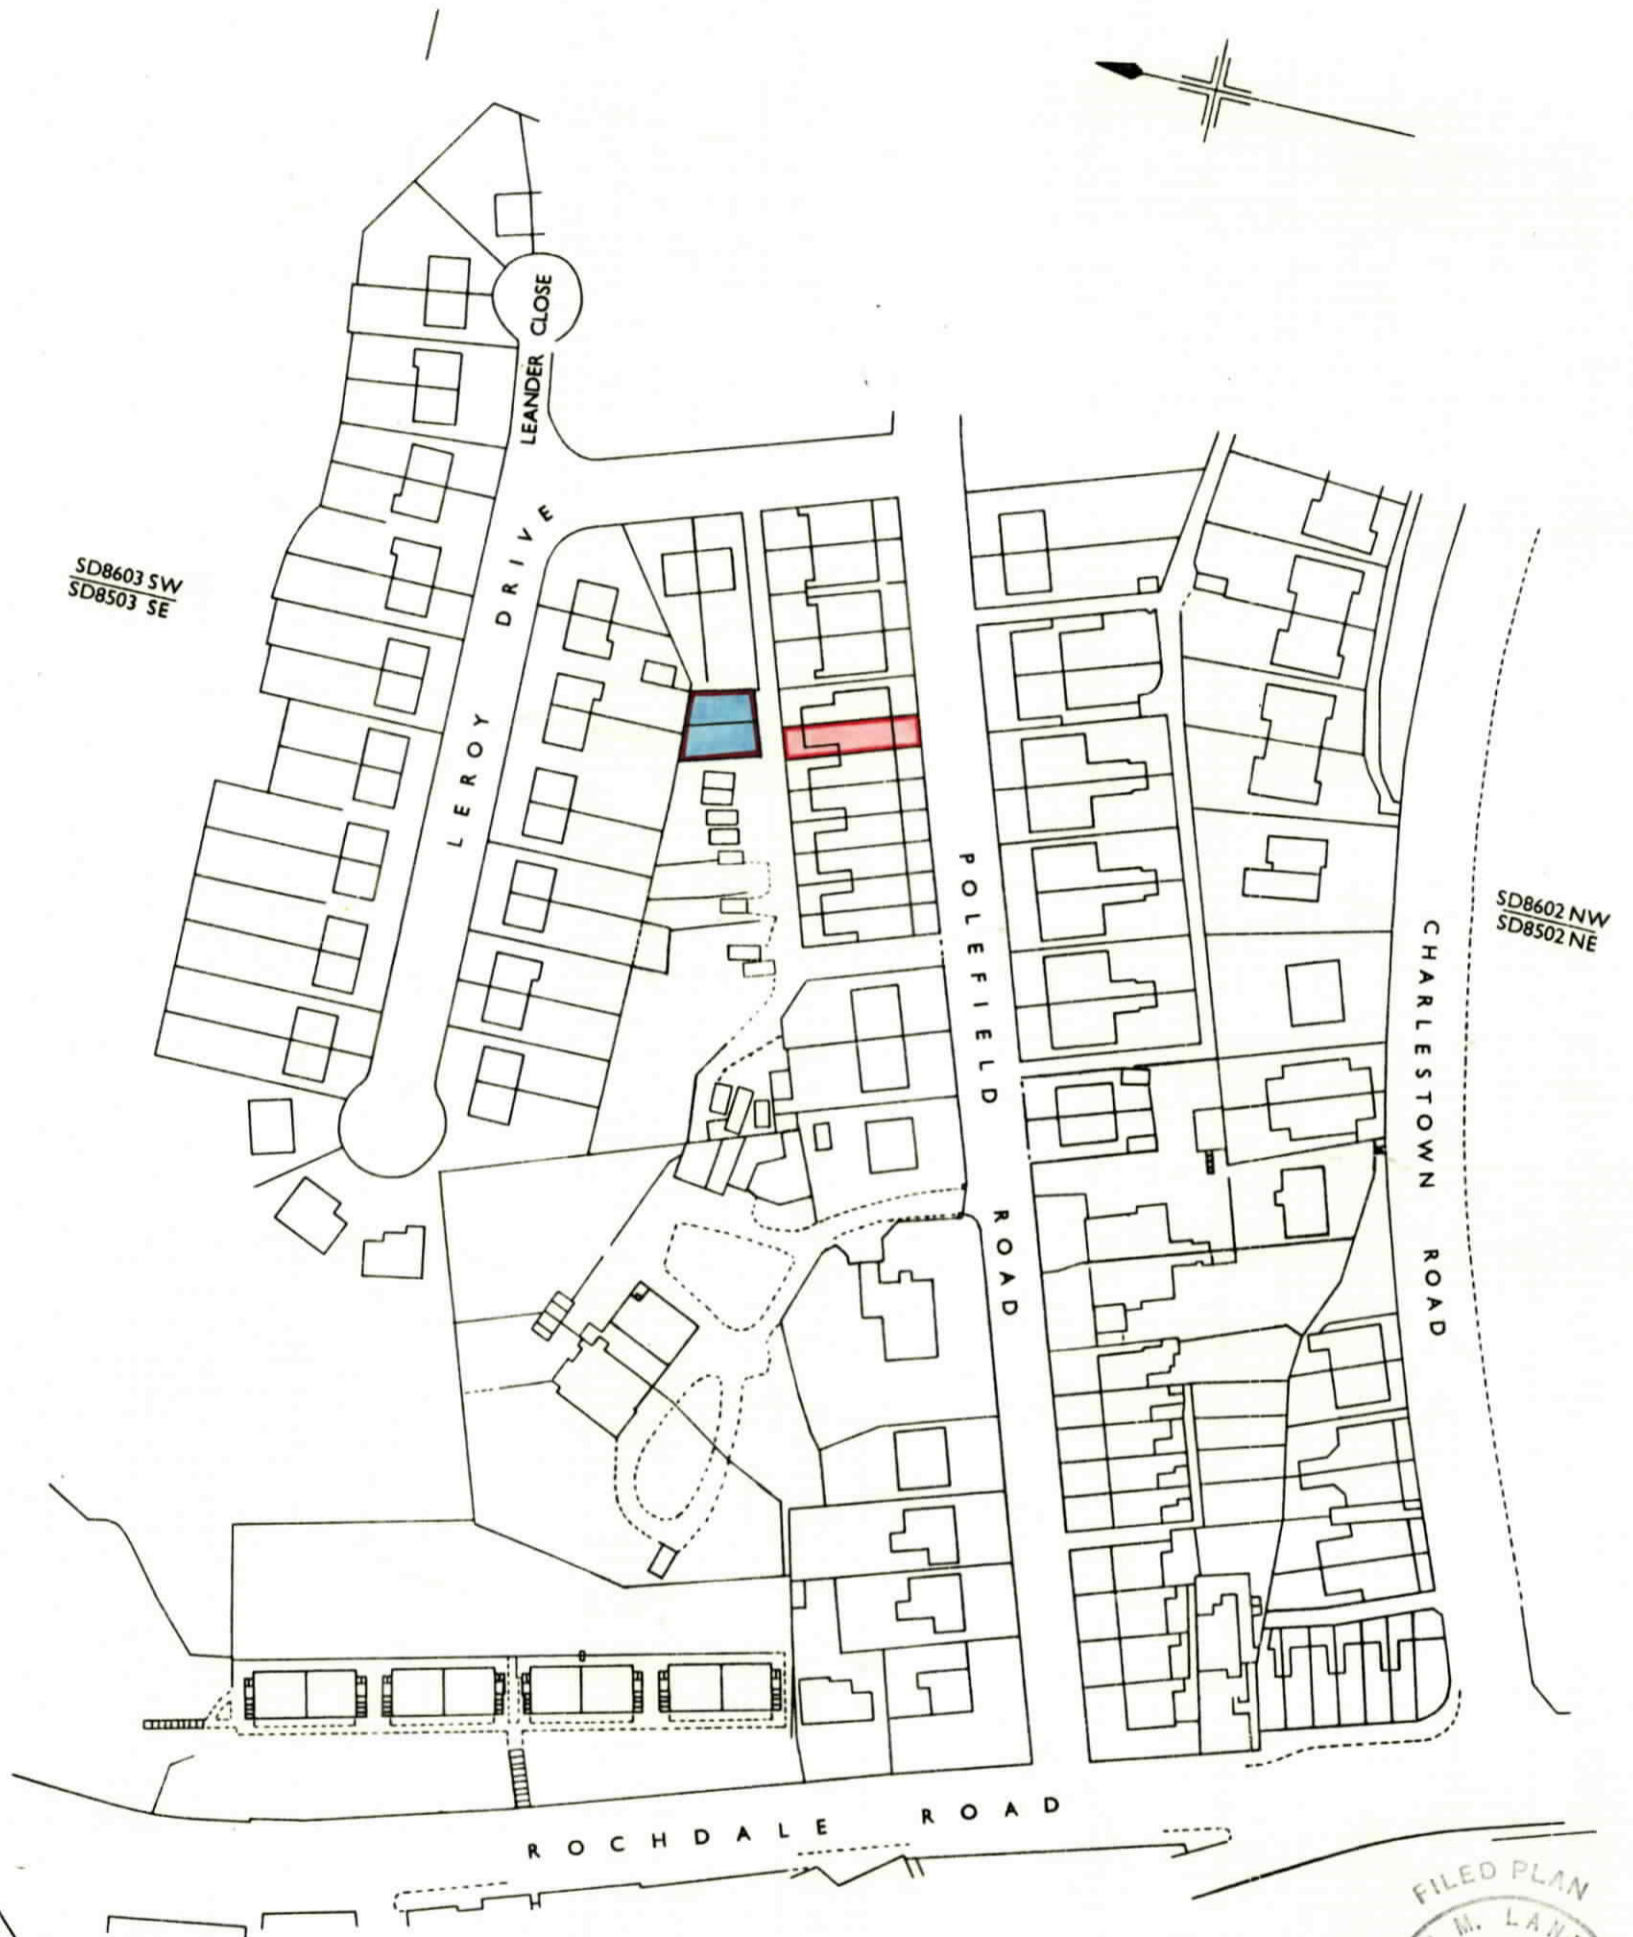 LEANDER CLOSE
LEROY DRIVE
SD8603 SW
SD8503 SE
POLEFIELD ROAD
CHARLESTOWN ROAD
SD8602 NW
SD8502 NE
ROCHDALE ROAD
FILED PLAN
M. LAN